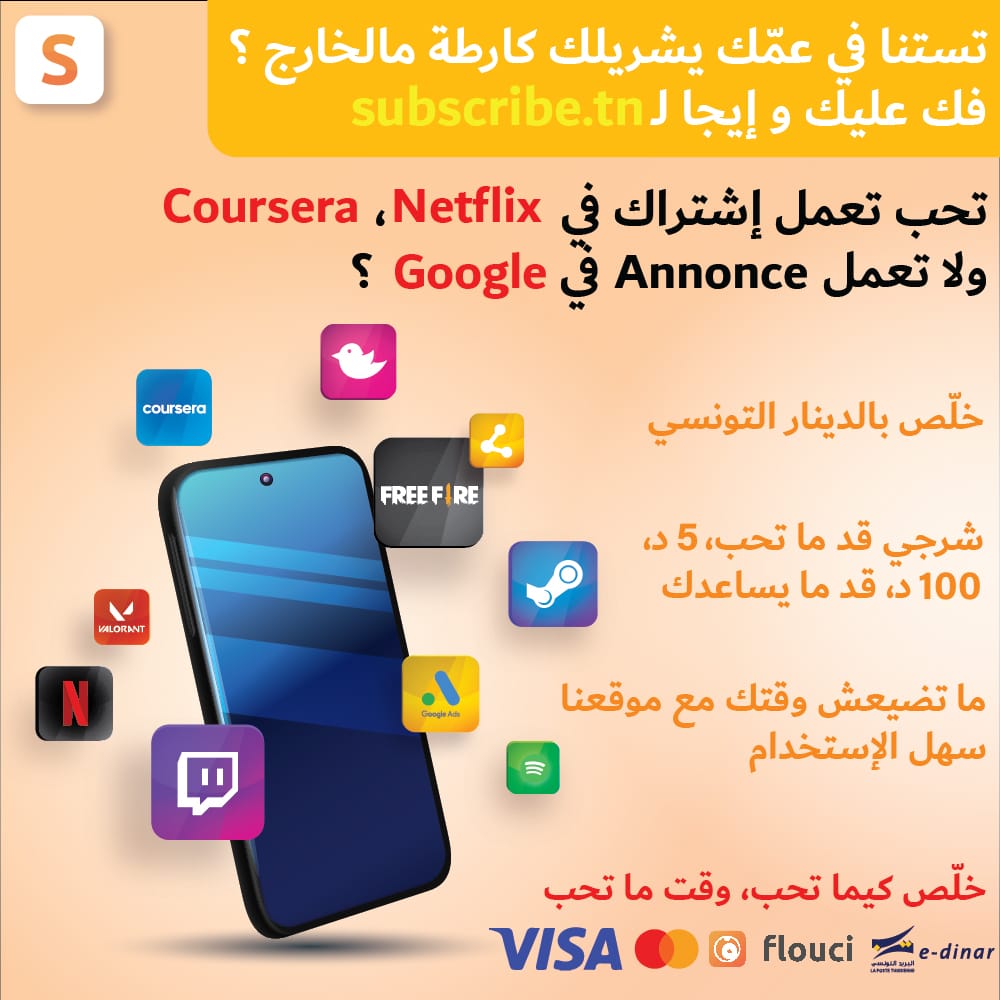 S
تستنا في عمّك يشريلك كارطة مالخارج ؟
فك عليك و إيجا لـ subscribe.tn
تحب تعمل إشتراك في Netflix، Coursera
ولا تعمل Annonce في Google ؟
coursera
FREE FIRE
VALORANT
N
Google Ads
خلّص بالدينار التونسي
شرجي قد ما تحب، 5 د،
100 د، قد ما يساعدك
ما تضيعش وقتك مع موقعنا
سهل الإستخدام
خلّص كيما تحب، وقت ما تحب
VISA
flouci
البريد التونسي
LA POSTE TUNISIENNE
e-dinar